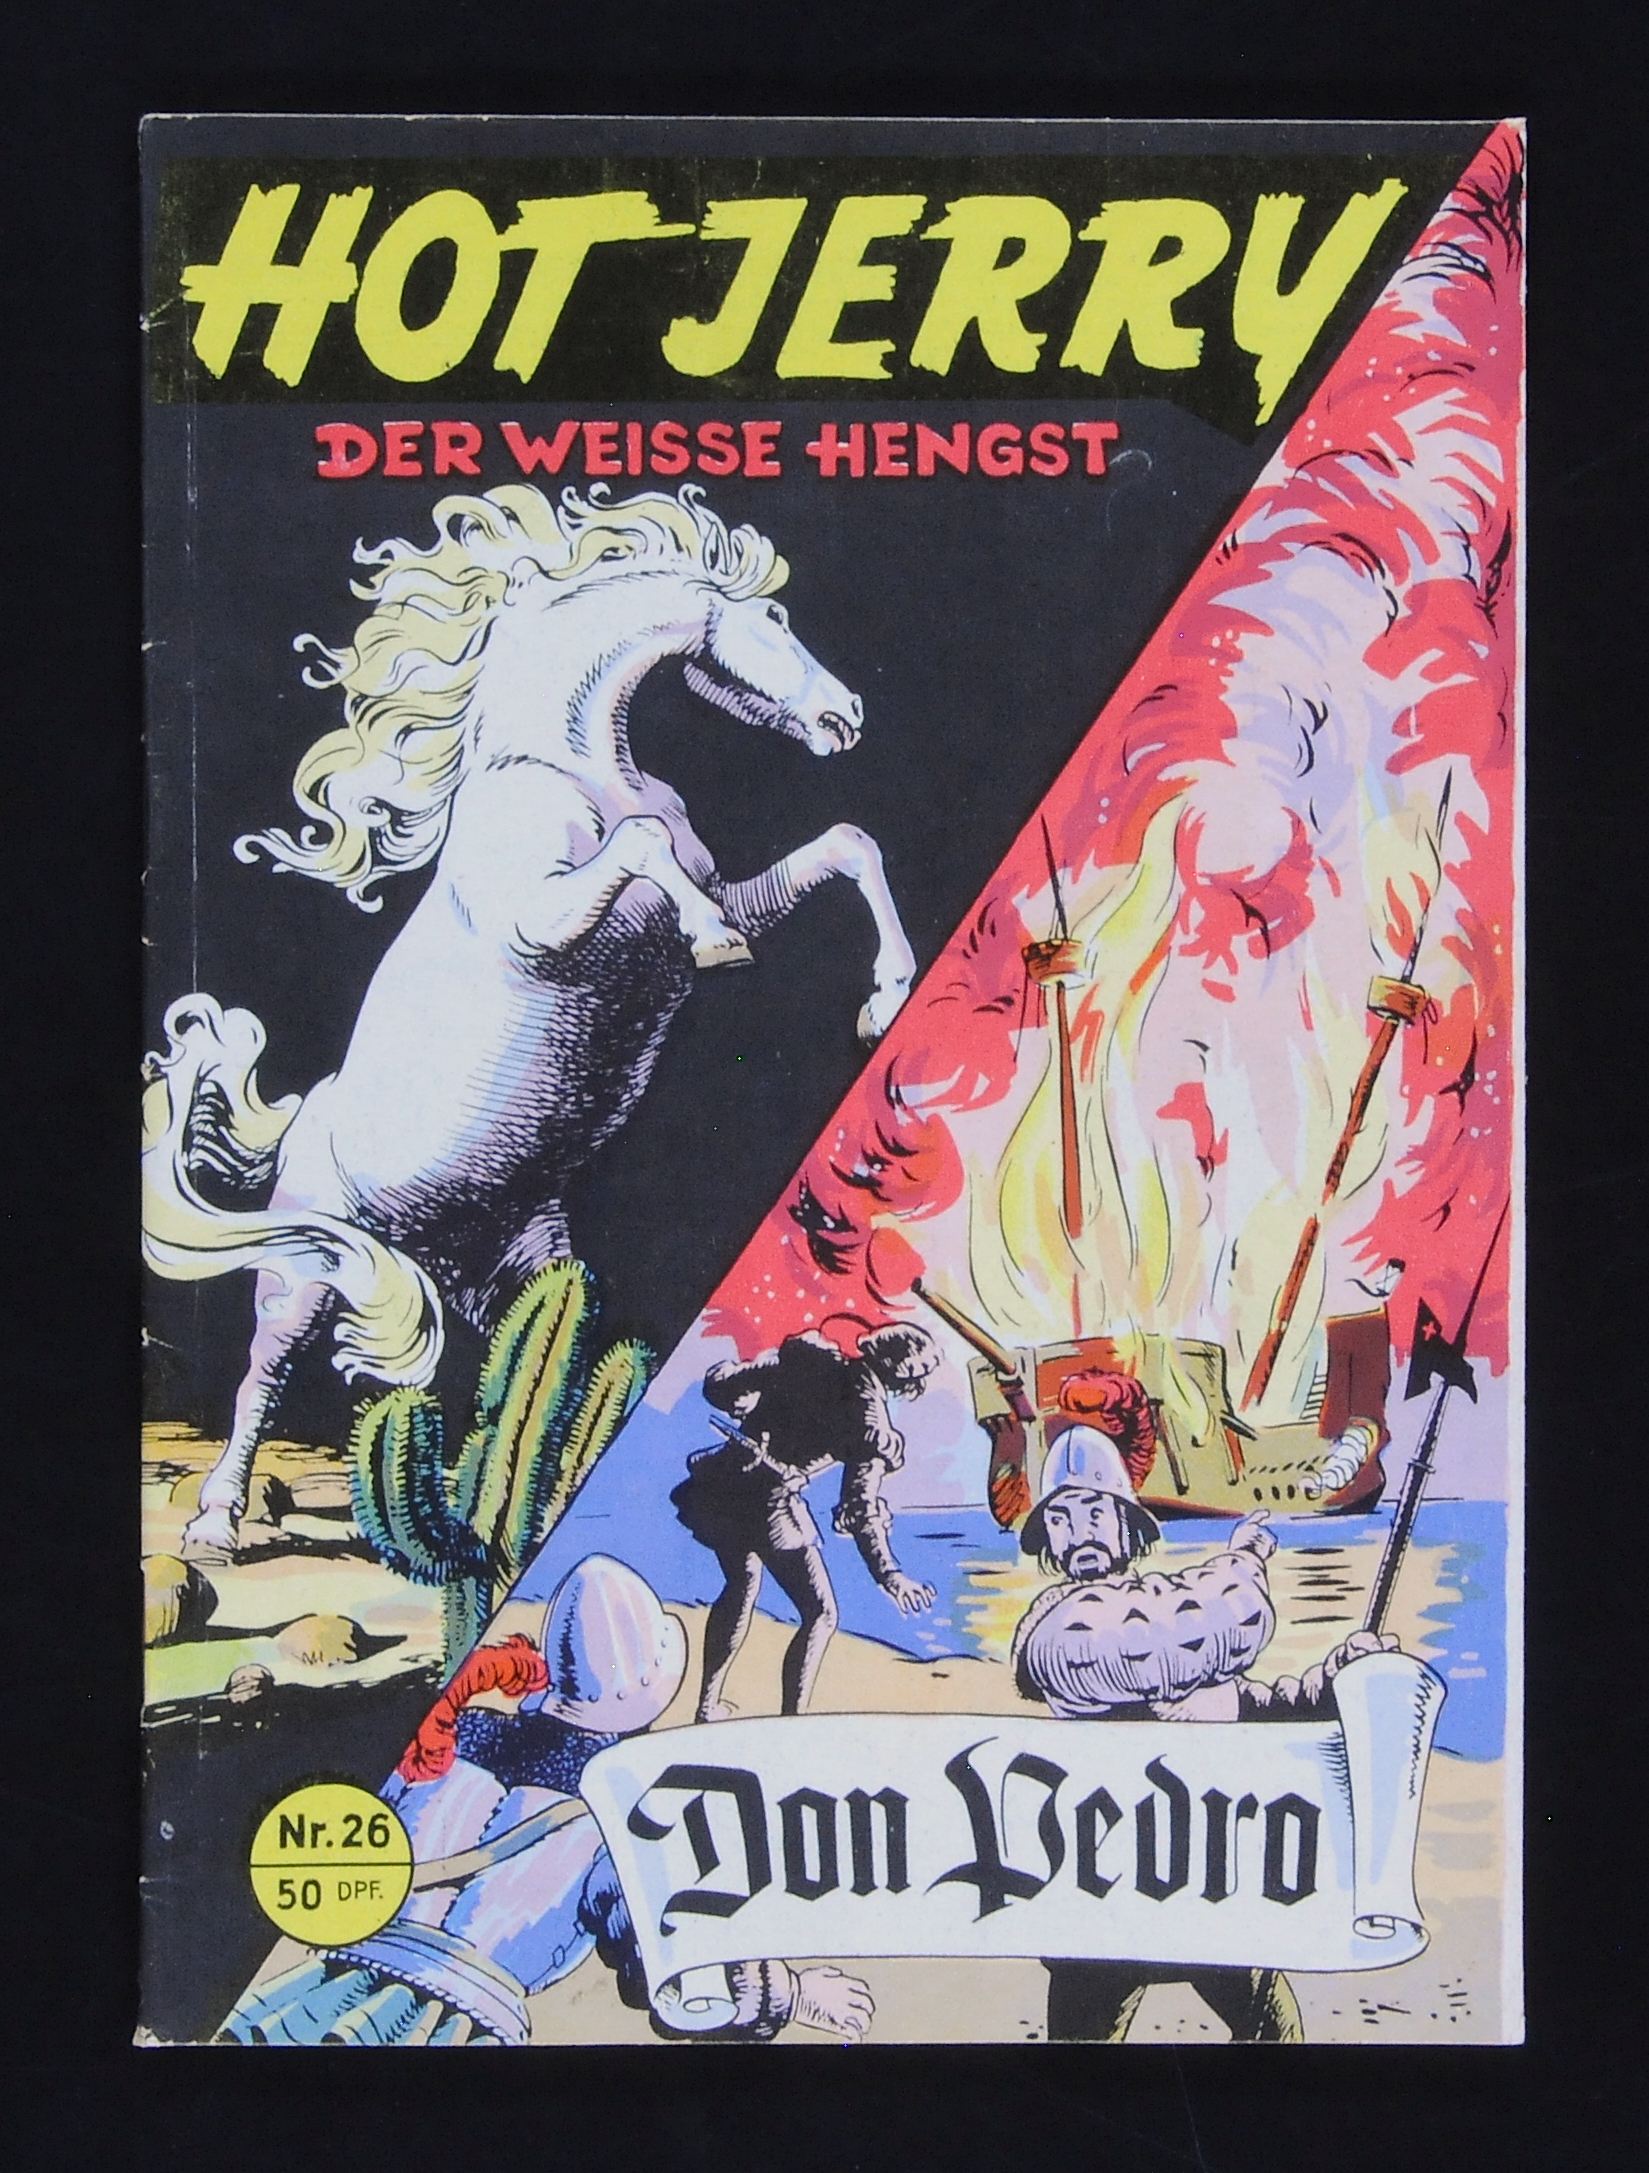 HOT JERRY
DER WEISSE HENGST
Don Pedro
Nr. 26
50 DPF.